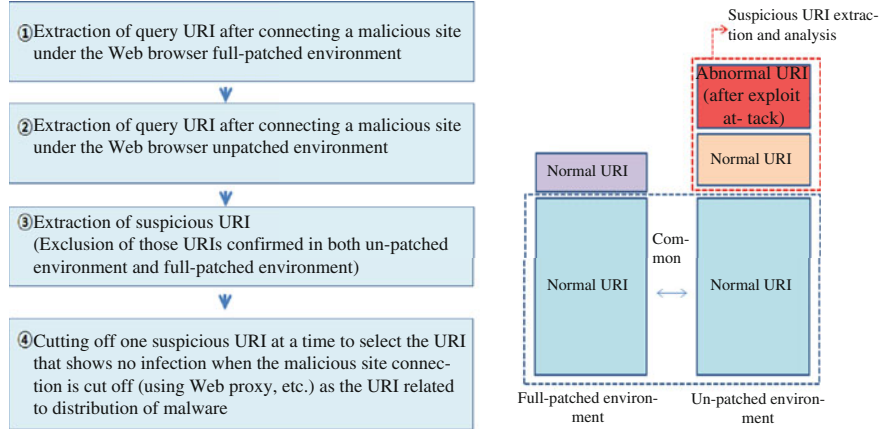 ①Extraction of query URI after connecting a malicious site
under the Web browser full-patched environment
②Extraction of query URI after connecting a malicious site
under the Web browser unpatched environment
③Extraction of suspicious URI
(Exclusion of those URIs confirmed in both un-patched
environment and full-patched environment)
④Cutting off one suspicious URI at a time to select the URI
that shows no infection when the malicious site connec-
tion is cut off (using Web proxy, etc.) as the URI related
to distribution of malware
Suspicious URI extrac-
tion and analysis
Abnormal URI
(after exploit
at- tack)
Normal URI
Normal URI
Com-
mon
Normal URI
Normal URI
Full-patched environ-
ment
Un-patched environ-
ment